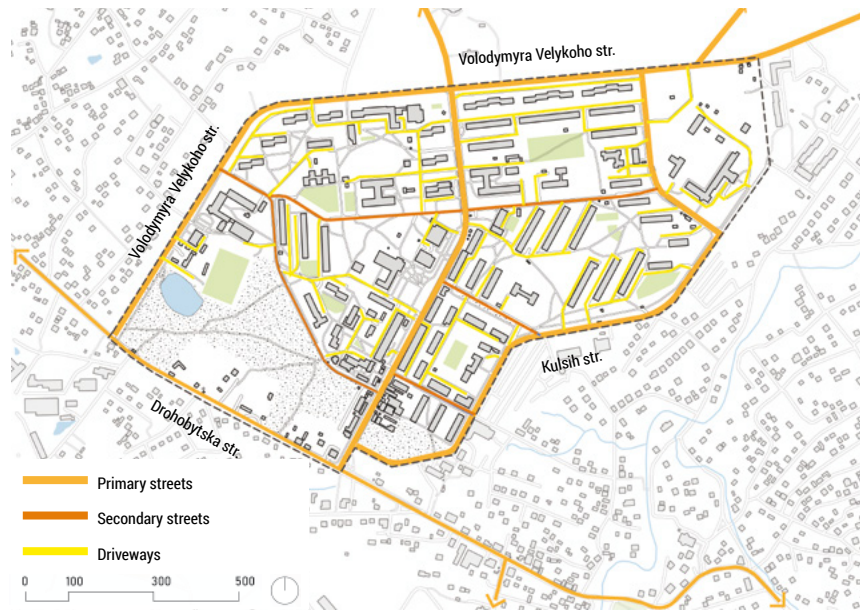 Volodymyra Velykoho str.
Volodymyra Velykoho str.
Kulsih str.
Drohobytska str.
Primary streets
Secondary streets
Driveways
0 100 300 500